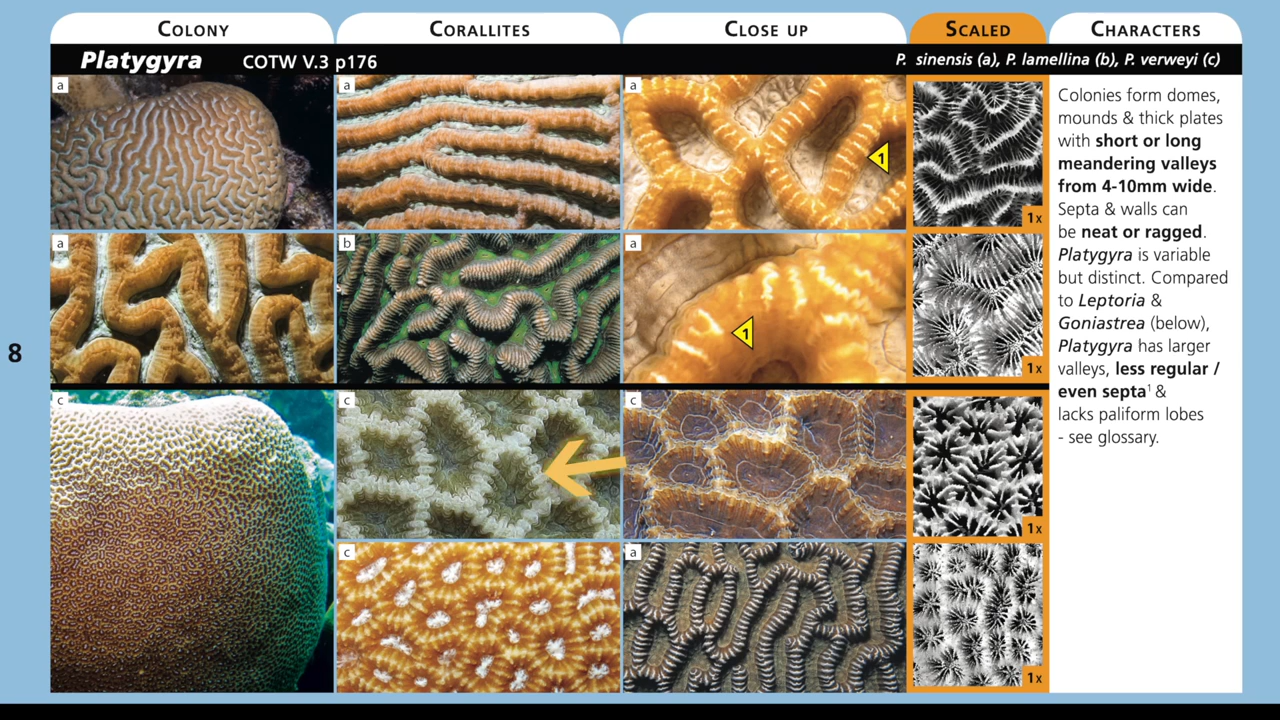 COLONY
CORALLITES
CLOSE UP
SCALED
CHARACTERS
Platygyra COTW V.3 p176
P. sinensis (a), P. lamellina (b), P. verweyi (c)
a
a
a
1
1x
a
b
a
1
1x
8
c
c
c
1x
c
a
1x
Colonies form domes,
mounds & thick plates
with short or long
meandering valleys
from 4-10mm wide.
Septa & walls can
be neat or ragged.
Platygyra is variable
but distinct. Compared
to Leptoria &
Goniastrea (below),
Platygyra has larger
valleys, less regular /
even septa¹ &
lacks paliform lobes
- see glossary.